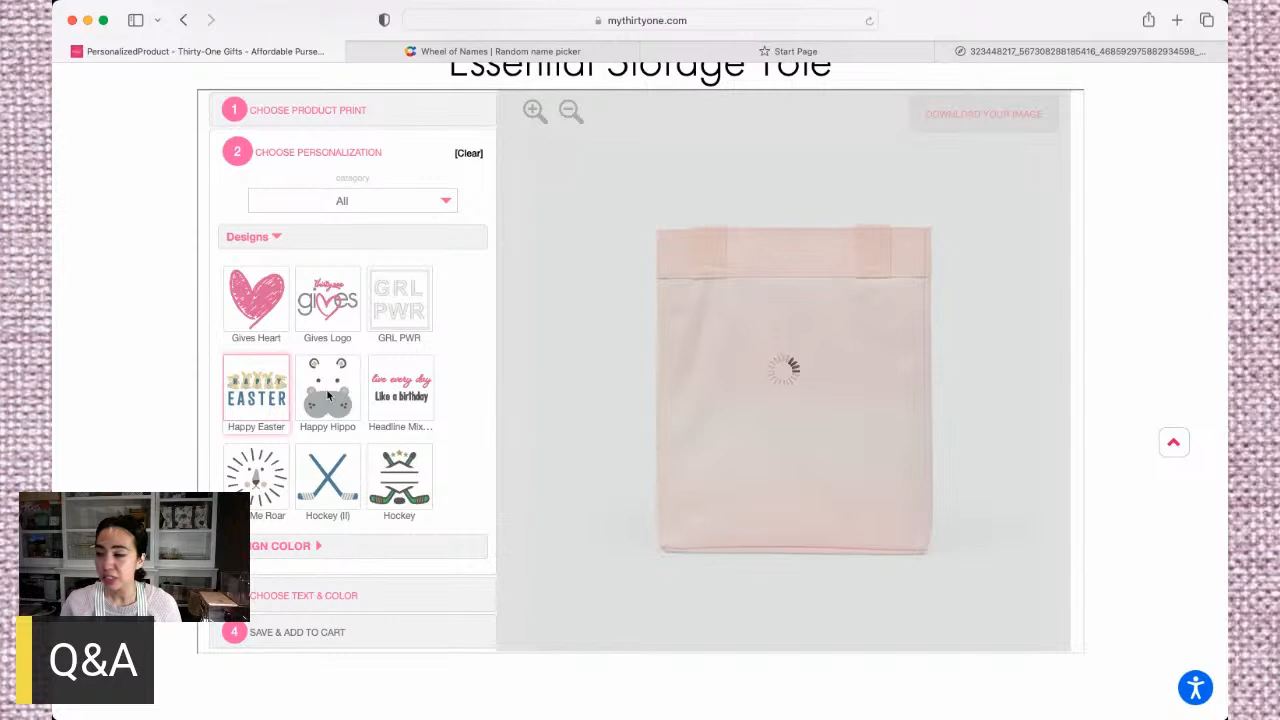 mythirtyone.com
PersonalizedProduct - Thirty-One Gifts - Affordable Purse...
Wheel of Names | Random name picker
Start Page
323448217_567308288185416_468592975882934598_...
Essential Storage Tote
1 CHOOSE PRODUCT PRINT
DOWNLOAD YOUR IMAGE
2 CHOOSE PERSONALIZATION [Clear]
category
All
Designs
thirty-one
gives
GRL
PWR
Gives Heart Gives Logo GRL PWR
HAPPY
EASTER
live every day
Like a birthday
Happy Easter Happy Hippo Headline Mix...
Me Roar Hockey (II) Hockey
GN COLOR
CHOOSE TEXT & COLOR
4 SAVE & ADD TO CART
Q&A